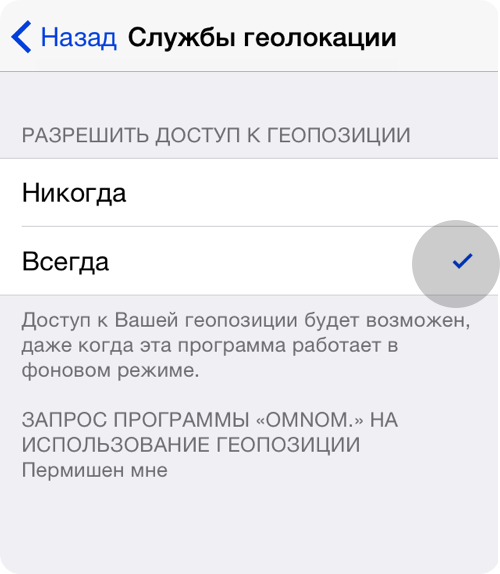 Назад Службы геолокации
РАЗРЕШИТЬ ДОСТУП К ГЕОПОЗИЦИИ
Никогда
Всегда
Доступ к Вашей геопозиции будет возможен,
даже когда эта программа работает в
фоновом режиме.
ЗАПРОС ПРОГРАММЫ «OMNOM.» НА
ИСПОЛЬЗОВАНИЕ ГЕОПОЗИЦИИ
Пермишен мне